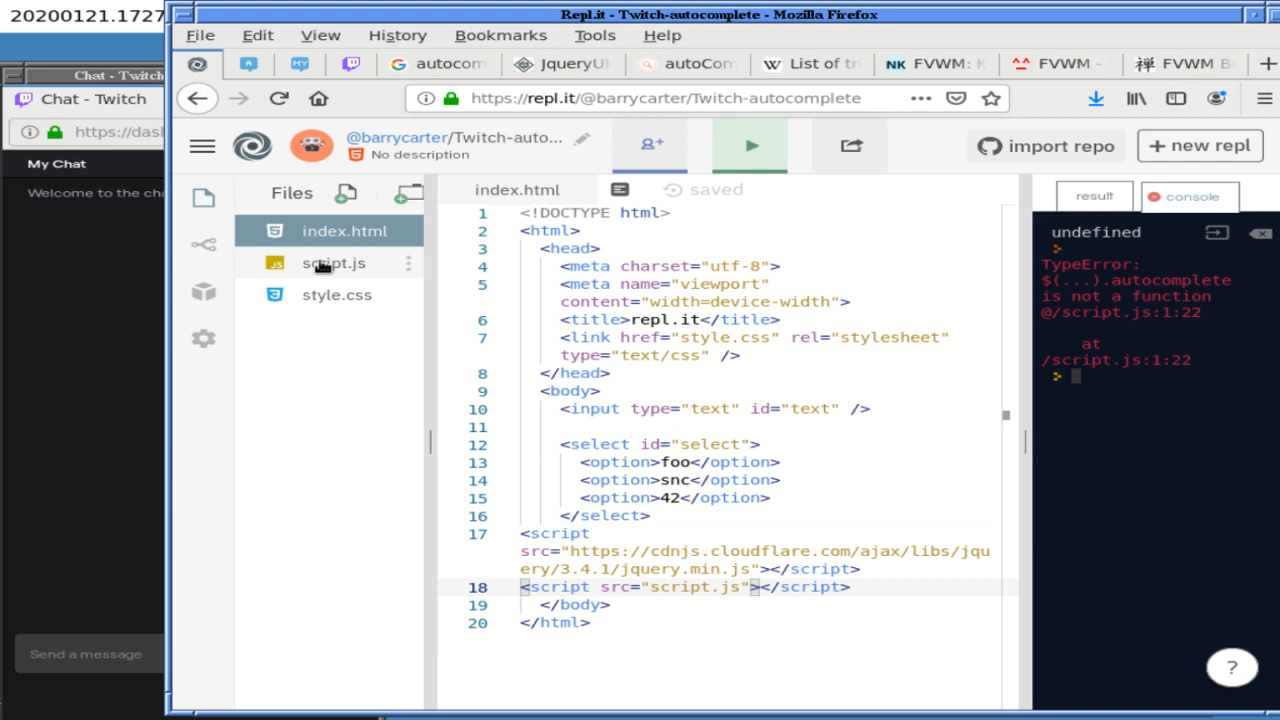 20200121.1727
Repl.it - Twitch-autocomplete - Mozilla Firefox
File Edit View History Bookmarks Tools Help
Chat - Twitch
autocom JqueryUI autoCom List of tr FVWM: FVWM - FVWM B
Chat - Twitch
https://repl.it/@barrycarter/Twitch-autocomplete
https://das
@barrycarter/Twitch-auto...
No description
import repo
+ new repl
My Chat
Welcome to the cha
Files
index.html
saved
result
console
index.html
script.js
style.css
1 <!DOCTYPE html>
2 <html>
3 <head>
4 <meta charset="utf-8">
5 <meta name="viewport"
content="width=device-width">
6 <title>repl.it</title>
7 <link href="style.css" rel="stylesheet"
type="text/css" />
8 </head>
9 <body>
10 <input type="text" id="text" />
11
12 <select id="select">
13 <option>foo</option>
14 <option>snc</option>
15 <option>42</option>
16 </select>
17 <script
src="https://cdnjs.cloudflare.com/ajax/libs/jqu
ery/3.4.1/jquery.min.js"></script>
18 <script src="script.js"></script>
19 </body>
20 </html>
undefined
>
TypeError:
$(...).autocomplete
is not a function
@/script.js:1:22
at
/script.js:1:22
>
Send a message
?